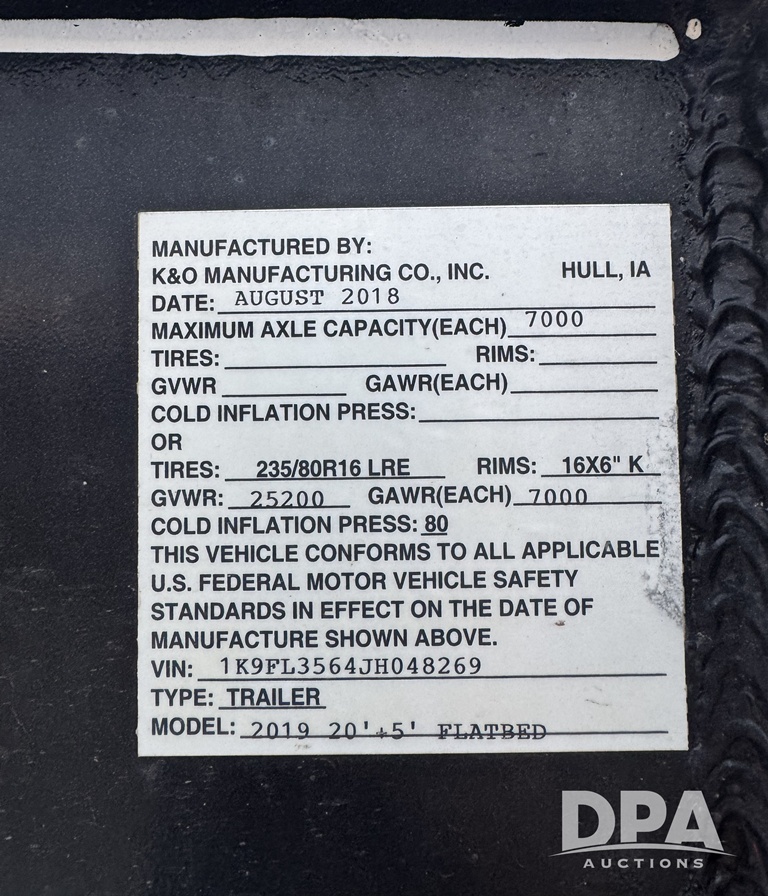 MANUFACTURED BY:
K&O MANUFACTURING CO., INC. HULL, IA
DATE: AUGUST 2018
MAXIMUM AXLE CAPACITY(EACH) 7000
TIRES: RIMS:
GVWR GAWR(EACH)
COLD INFLATION PRESS:
OR
TIRES: 235/80R16 LRE RIMS: 16X6" K
GVWR: 25200 GAWR(EACH) 7000
COLD INFLATION PRESS: 80
THIS VEHICLE CONFORMS TO ALL APPLICABLE
U.S. FEDERAL MOTOR VEHICLE SAFETY
STANDARDS IN EFFECT ON THE DATE OF
MANUFACTURE SHOWN ABOVE.
VIN: 1K9FL3564JH048269
TYPE: TRAILER
MODEL: 2019 20'+5' FLATBED
DPA
AUCTIONS